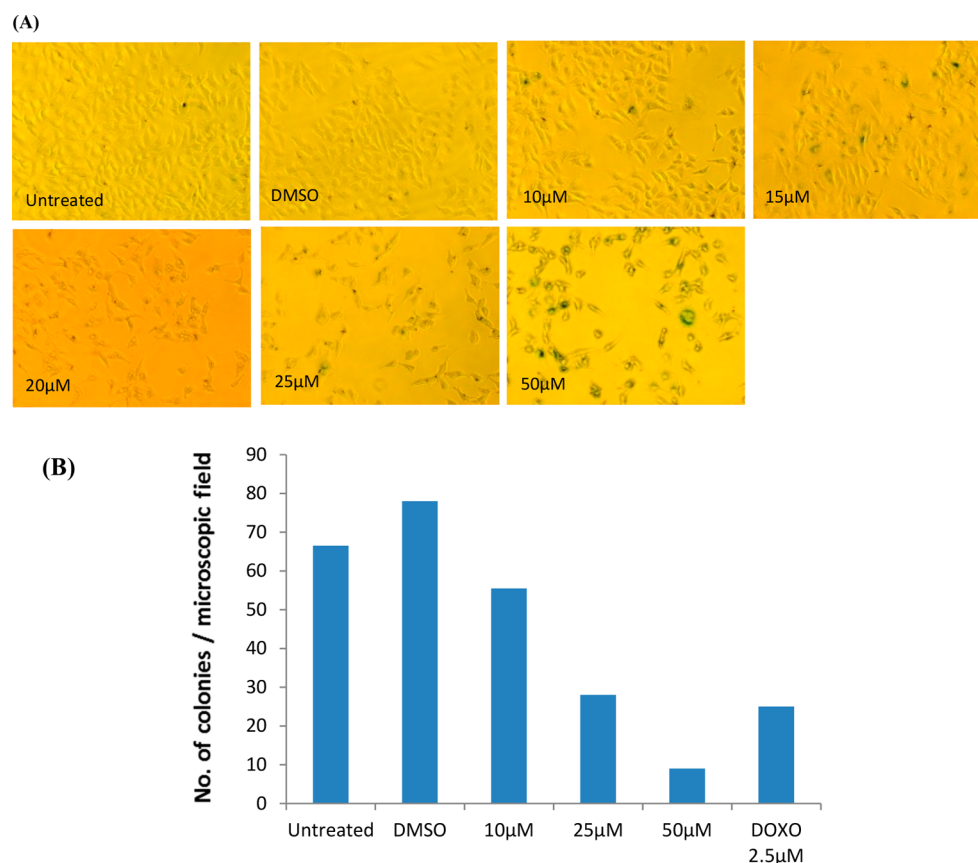 (A)
Untreated
DMSO
10µM
15µM
20µM
25µM
50µM
(B)
No. of colonies / microscopic field
90
80
70
60
50
40
30
20
10
0
Untreated
DMSO
10µM
25µM
50µM
DOXO
2.5µM